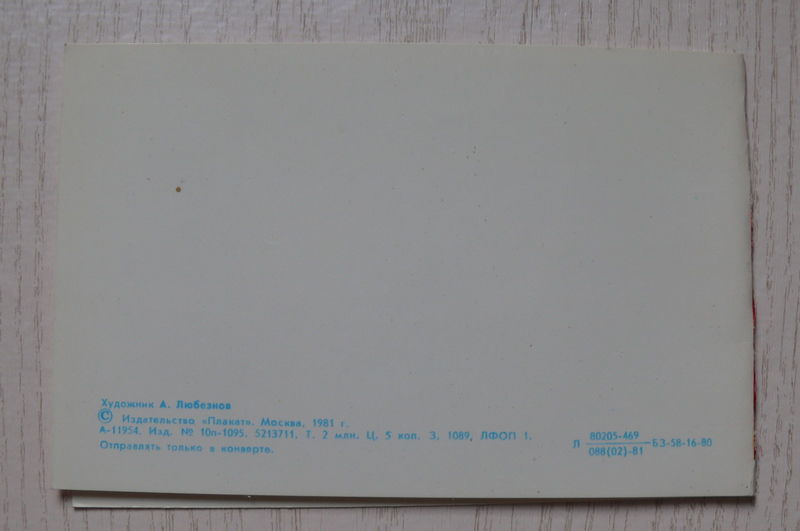 Художник А. Любезнов
© Издательство «Плакат». Москва, 1981 г.
А-11954. Изд. № 10п-1095. 5213711. Т. 2 млн. Ц. 5 коп. З. 1089, ЛФОП 1.
Отправлять только в конверте.
80205-469
Л БЗ-58-16-80
088(02)-81